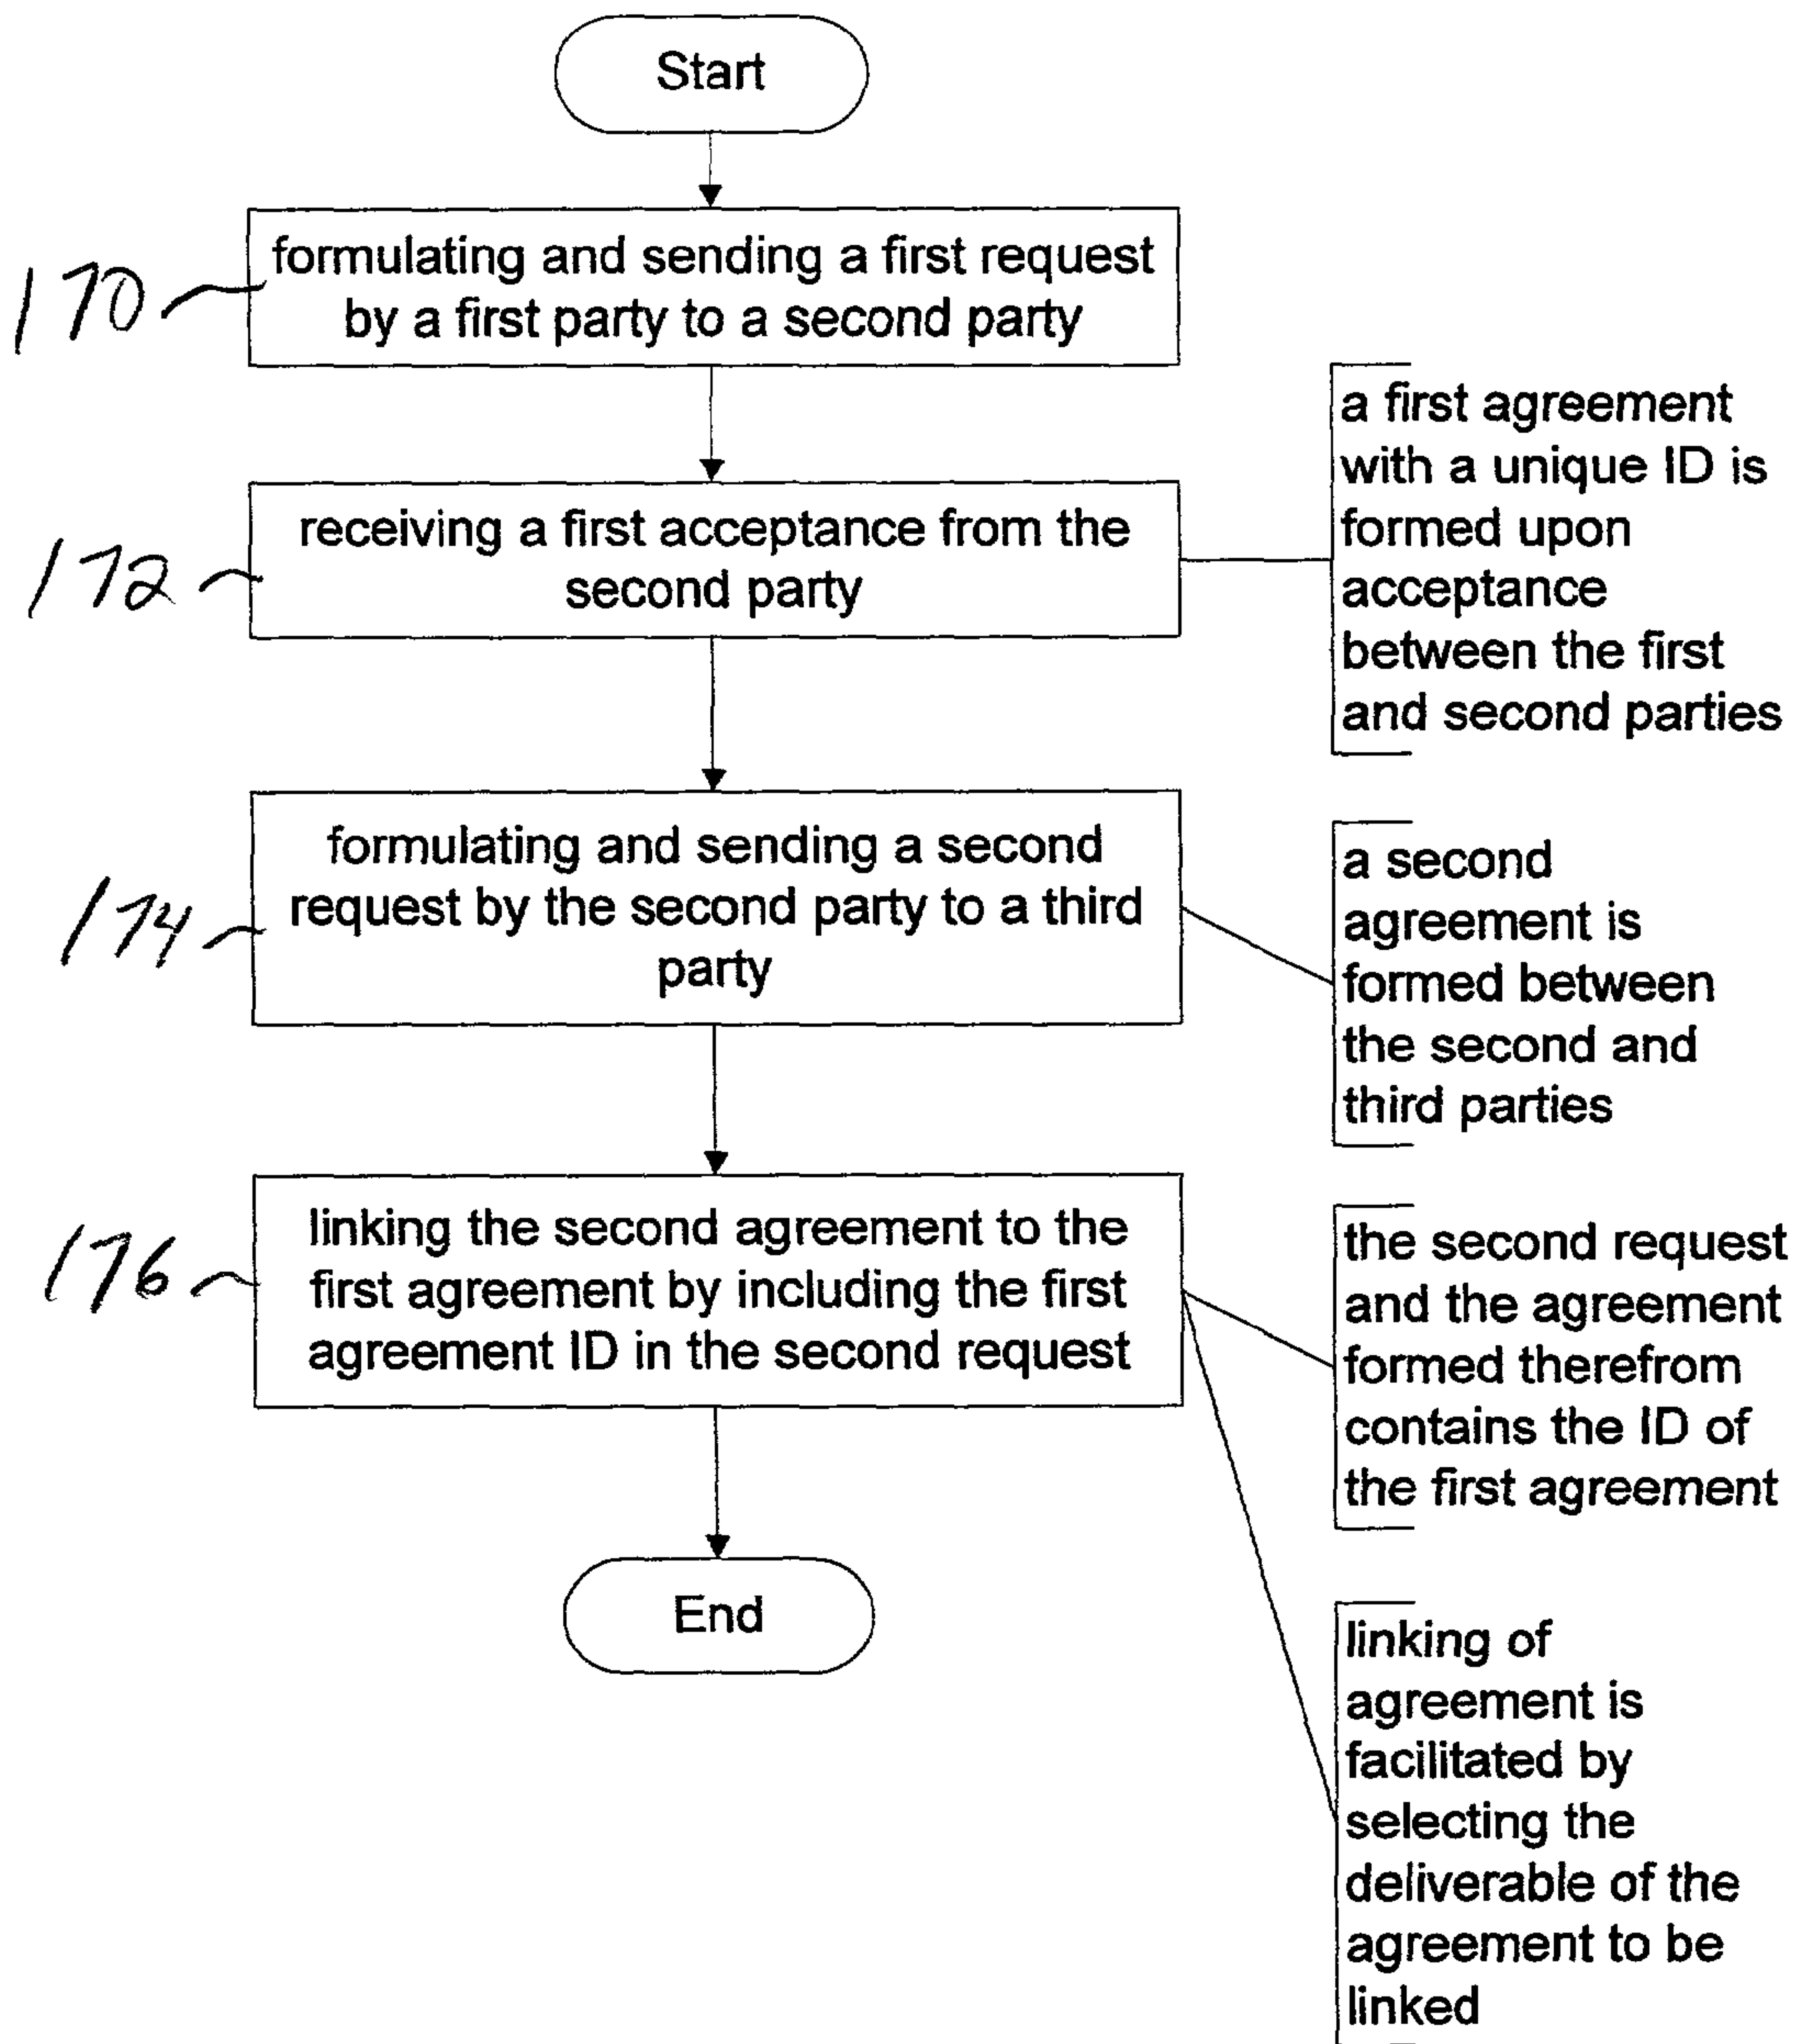 Start
170
formulating and sending a first request
by a first party to a second party
172
receiving a first acceptance from the
second party
a first agreement
with a unique ID is
formed upon
acceptance
between the first
and second parties
174
formulating and sending a second
request by the second party to a third
party
a second
agreement is
formed between
the second and
third parties
176
linking the second agreement to the
first agreement by including the first
agreement ID in the second request
the second request
and the agreement
formed therefrom
contains the ID of
the first agreement
End
linking of
agreement is
facilitated by
selecting the
deliverable of the
agreement to be
linked